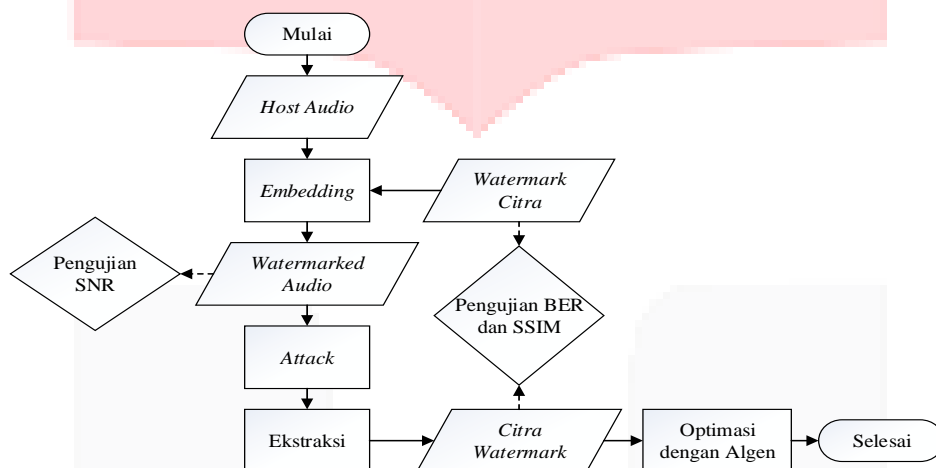 Mulai
Host Audio
Embedding
Watermark
Citra
Pengujian
SNR
Watermarked
Audio
Pengujian BER
dan SSIM
Attack
Ekstraksi
Citra
Watermark
Optimasi
dengan Algen
Selesai